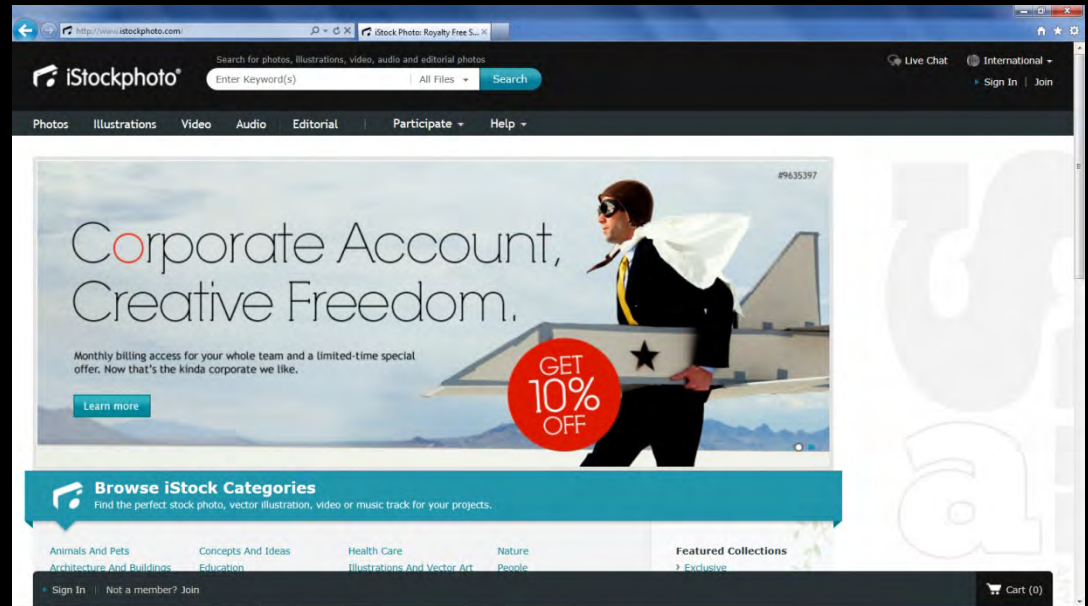 http://www.istockphoto.com/
iStock Photo: Royalty Free S...
iStockphoto®
Search for photos, illustrations, video, audio and editorial photos
Enter Keyword(s) All Files Search
Live Chat International
Sign In | Join
Photos Illustrations Video Audio Editorial | Participate Help
#9635397
Corporate Account,
Creative Freedom.
Monthly billing access for your whole team and a limited-time special
offer. Now that's the kinda corporate we like.
Learn more
GET
10%
OFF
Browse iStock Categories
Find the perfect stock photo, vector illustration, video or music track for your projects.
Animals And Pets Concepts And Ideas Health Care Nature Featured Collections
Architecture And Buildings Education Illustrations And Vector Art People Exclusive
Sign In | Not a member? Join Cart (0)